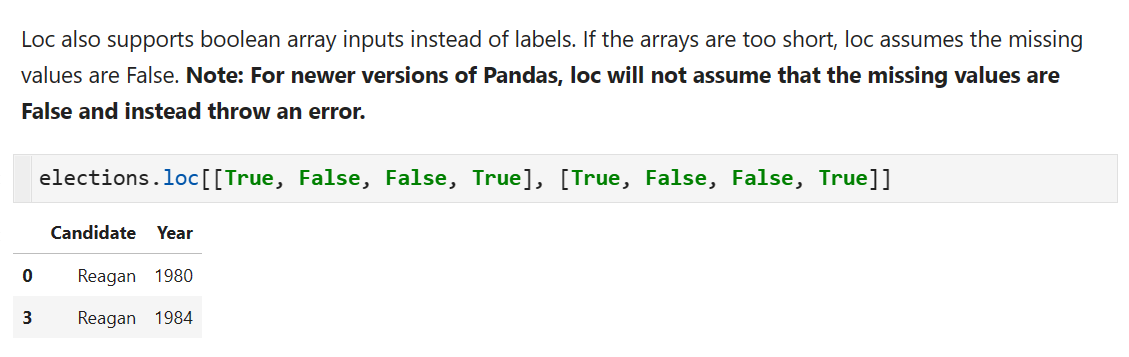 Loc also supports boolean array inputs instead of labels. If the arrays are too short, loc assumes the missing
values are False. Note: For newer versions of Pandas, loc will not assume that the missing values are
False and instead throw an error.
elections.loc[[True, False, False, True], [True, False, False, True]]
Candidate Year
0 Reagan 1980
3 Reagan 1984